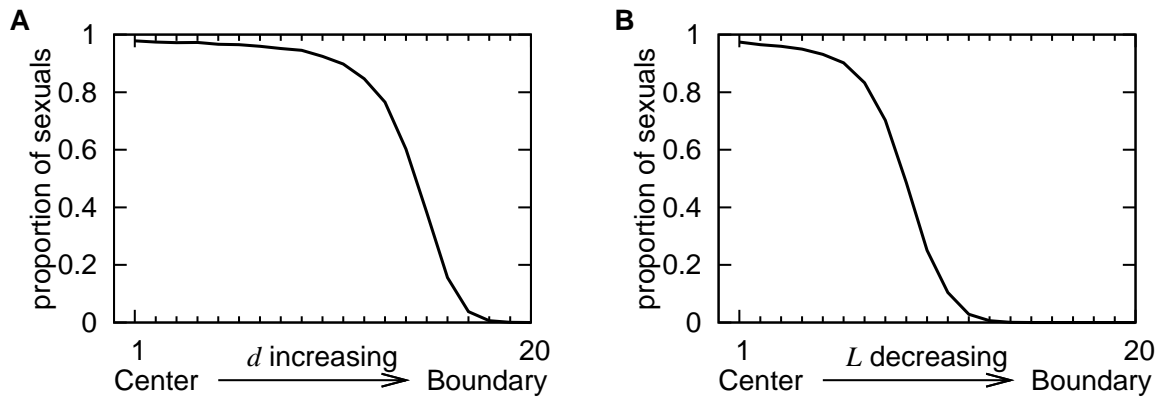 A
proportion of sexuals
1
0.8
0.6
0.4
0.2
0
1
20
d increasing
Center
Boundary
B
proportion of sexuals
1
0.8
0.6
0.4
0.2
0
1
20
L decreasing
Center
Boundary